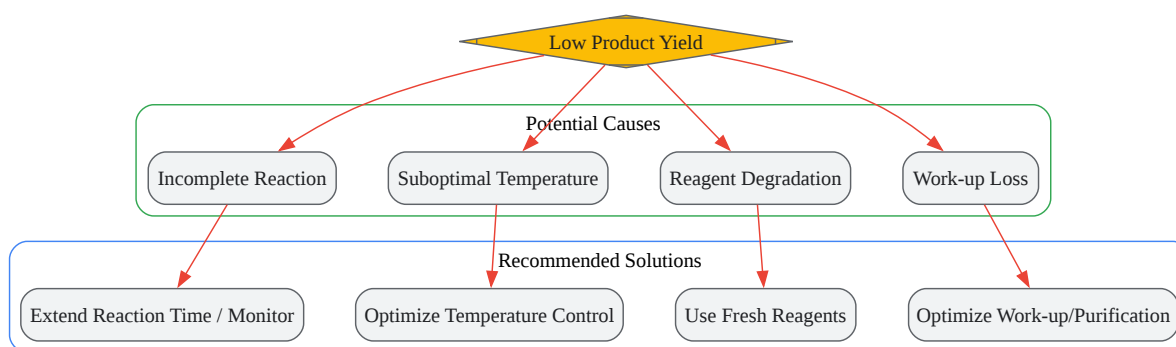 Low Product Yield
Potential Causes
Incomplete Reaction
Suboptimal Temperature
Reagent Degradation
Work-up Loss
Recommended Solutions
Extend Reaction Time / Monitor
Optimize Temperature Control
Use Fresh Reagents
Optimize Work-up/Purification